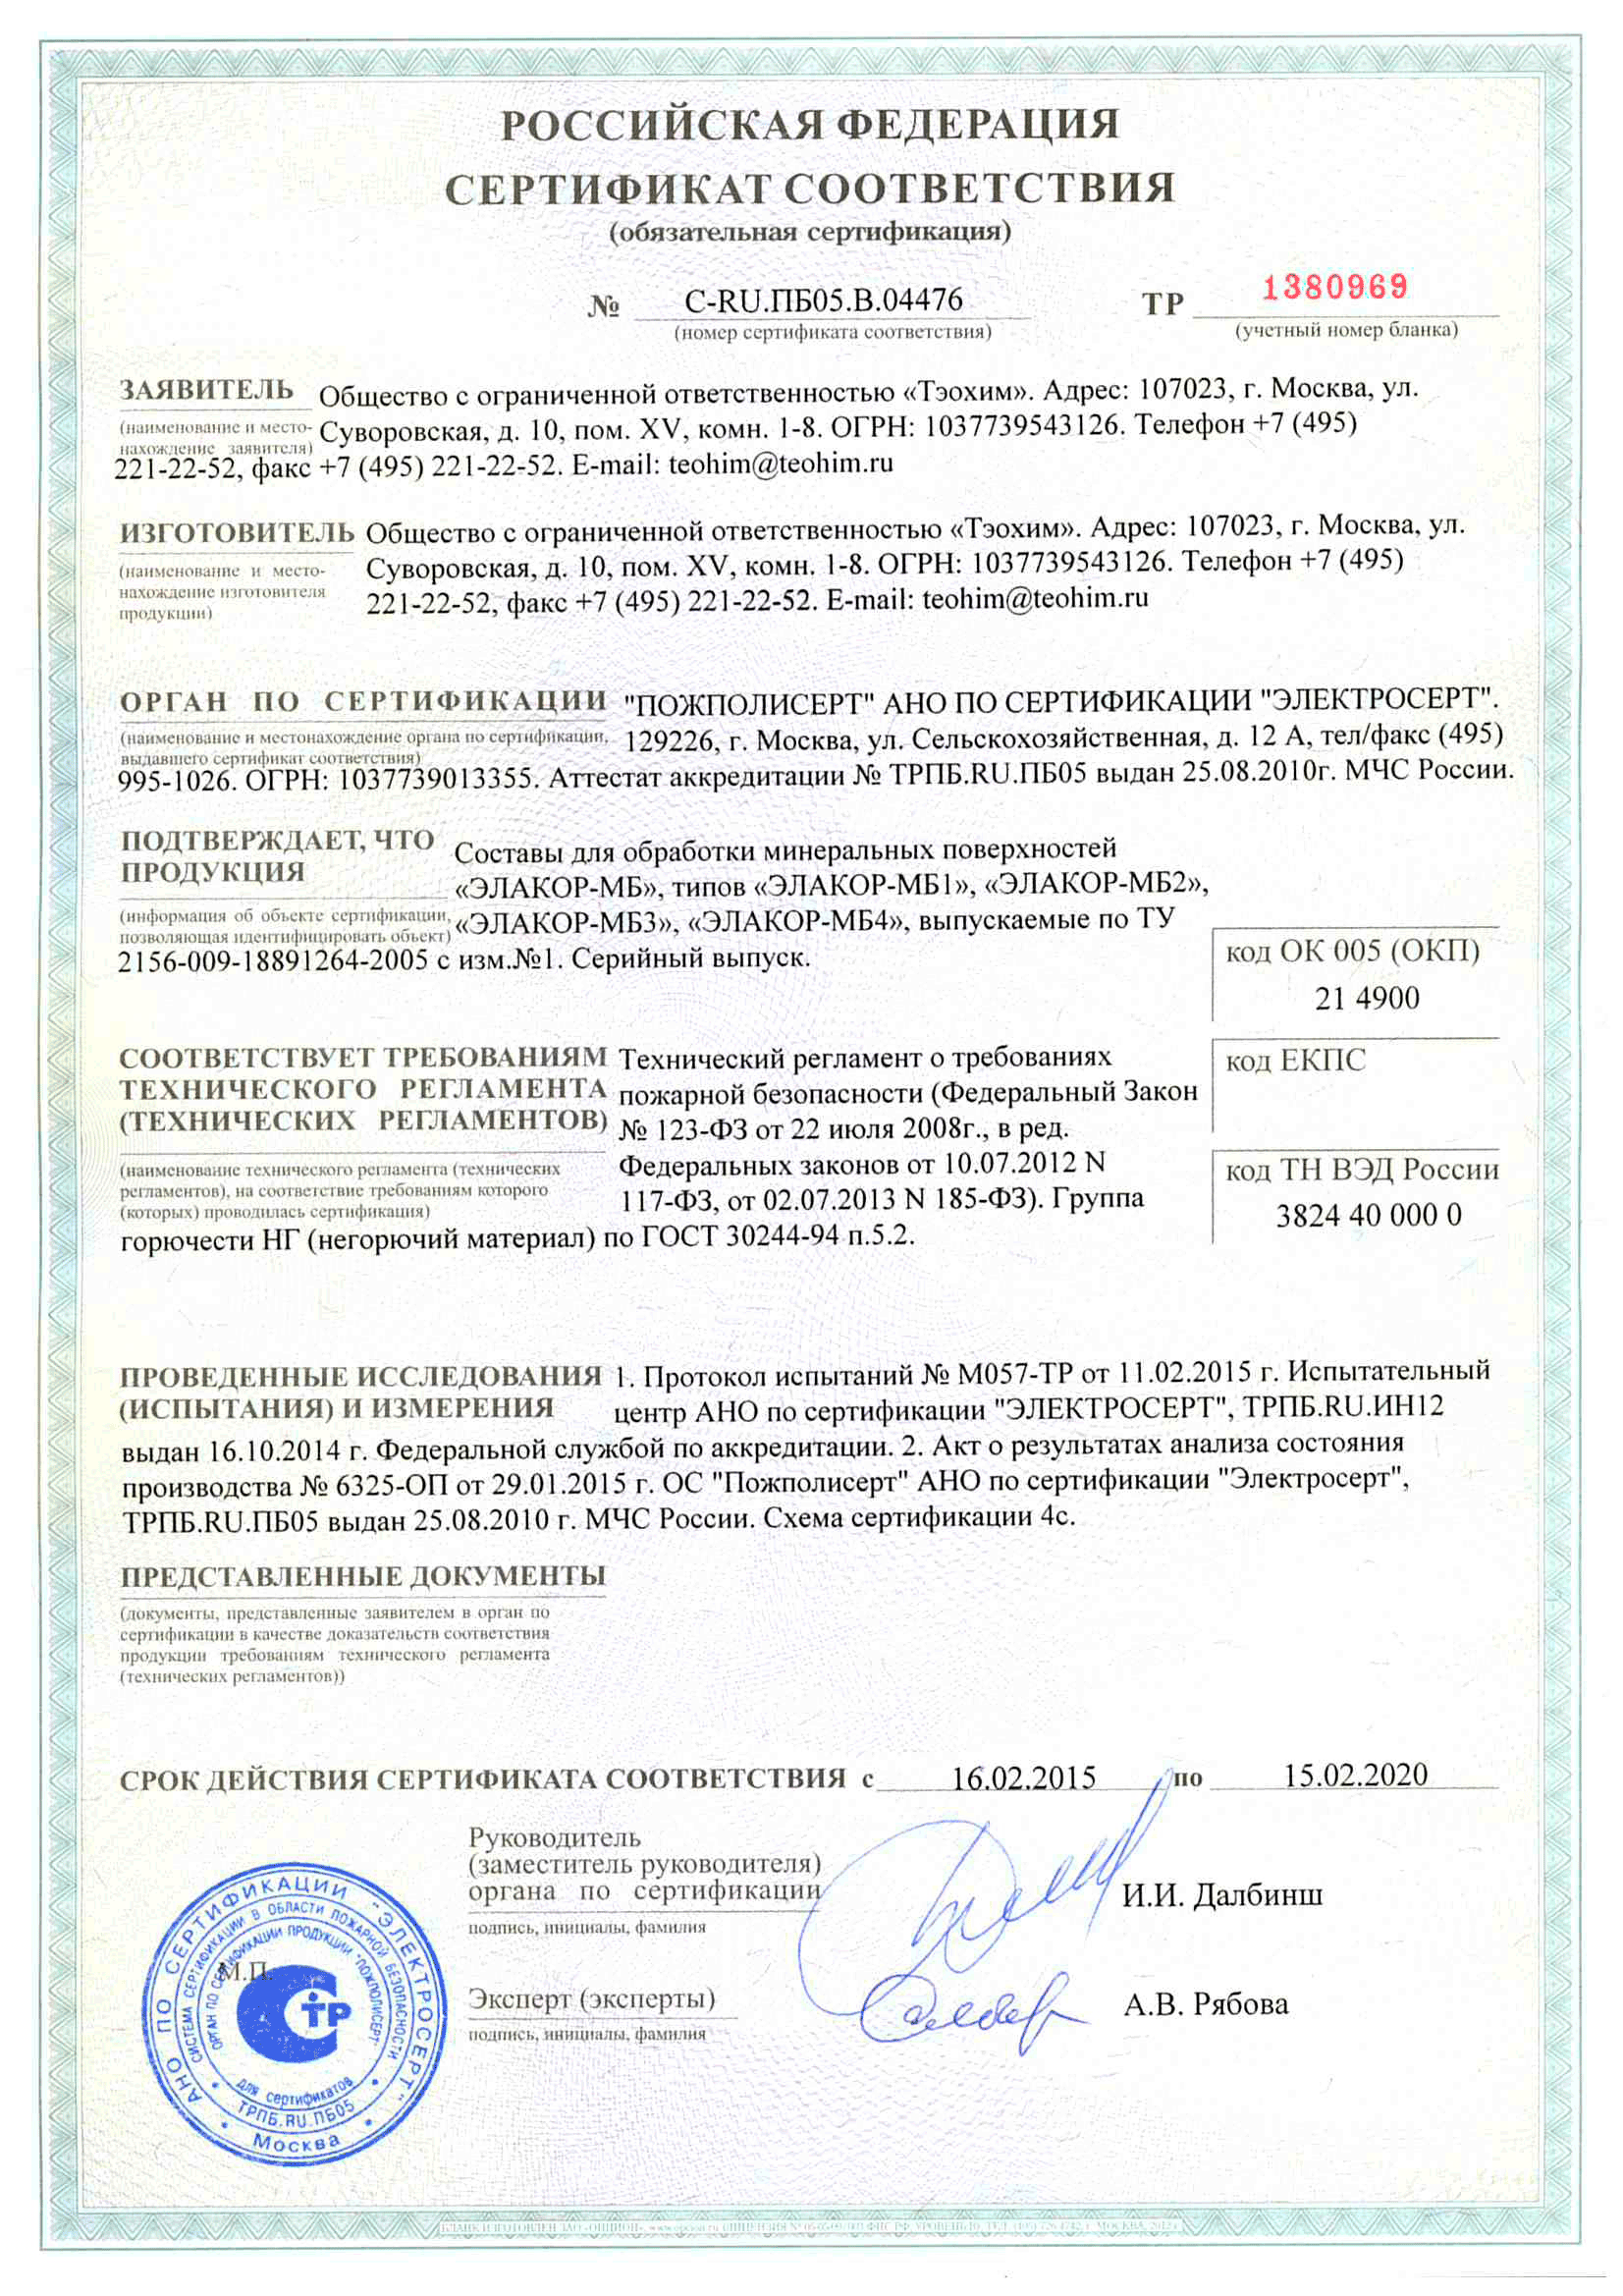 РОССИЙСКАЯ ФЕДЕРАЦИЯ
СЕРТИФИКАТ СООТВЕТСТВИЯ
(обязательная сертификация)
№ C-RU.ПБ05.В.04476
(номер сертификата соответствия)
ТР 1380969
(учетный номер бланка)
ЗАЯВИТЕЛЬ Общество с ограниченной ответственностью «Тэохим». Адрес: 107023, г. Москва, ул.
(наименование и место-
нахождение заявителя)
Суворовская, д. 10, пом. XV, комн. 1-8. ОГРН: 1037739543126. Телефон +7 (495)
221-22-52, факс +7 (495) 221-22-52. E-mail: teohim@teohim.ru
ИЗГОТОВИТЕЛЬ Общество с ограниченной ответственностью «Тэохим». Адрес: 107023, г. Москва, ул.
(наименование и место-
нахождение изготовителя
продукции)
Суворовская, д. 10, пом. XV, комн. 1-8. ОГРН: 1037739543126. Телефон +7 (495)
221-22-52, факс +7 (495) 221-22-52. E-mail: teohim@teohim.ru
ОРГАН ПО СЕРТИФИКАЦИИ "ПОЖПОЛИСЕРТ" АНО ПО СЕРТИФИКАЦИИ "ЭЛЕКТРОСЕРТ".
(наименование и местонахождение органа по сертификации,
выдавшего сертификат соответствия)
129226, г. Москва, ул. Сельскохозяйственная, д. 12 А, тел/факс (495)
995-1026. ОГРН: 1037739013355. Аттестат аккредитации № ТРПБ.RU.ПБ05 выдан 25.08.2010г. МЧС России.
ПОДТВЕРЖДАЕТ, ЧТО
ПРОДУКЦИЯ
(информация об объекте сертификации,
позволяющая идентифицировать объект)
Составы для обработки минеральных поверхностей
«ЭЛАКОР-МБ», типов «ЭЛАКОР-МБ1», «ЭЛАКОР-МБ2»,
«ЭЛАКОР-МБ3», «ЭЛАКОР-МБ4», выпускаемые по ТУ
2156-009-18891264-2005 с изм.№1. Серийный выпуск.
код ОК 005 (ОКП)
21 4900
СООТВЕТСТВУЕТ ТРЕБОВАНИЯМ
ТЕХНИЧЕСКОГО РЕГЛАМЕНТА
(ТЕХНИЧЕСКИХ РЕГЛАМЕНТОВ)
(наименование технического регламента (технических
регламентов), на соответствие требованиям которого
(которых) проводилась сертификация)
Технический регламент о требованиях
пожарной безопасности (Федеральный Закон
№ 123-ФЗ от 22 июля 2008г., в ред.
Федеральных законов от 10.07.2012 N
117-ФЗ, от 02.07.2013 N 185-ФЗ). Группа
горючести НГ (негорючий материал) по ГОСТ 30244-94 п.5.2.
код ЕКПС
код ТН ВЭД России
3824 40 000 0
ПРОВЕДЕННЫЕ ИССЛЕДОВАНИЯ
(ИСПЫТАНИЯ) И ИЗМЕРЕНИЯ
1. Протокол испытаний № М057-ТР от 11.02.2015 г. Испытательный
центр АНО по сертификации "ЭЛЕКТРОСЕРТ", ТРПБ.RU.ИН12
выдан 16.10.2014 г. Федеральной службой по аккредитации. 2. Акт о результатах анализа состояния
производства № 6325-ОП от 29.01.2015 г. ОС "Пожполисерт" АНО по сертификации "Электросерт",
ТРПБ.RU.ПБ05 выдан 25.08.2010 г. МЧС России. Схема сертификации 4с.
ПРЕДСТАВЛЕННЫЕ ДОКУМЕНТЫ
(документы, представленные заявителем в орган по
сертификации в качестве доказательств соответствия
продукции требованиям технического регламента
(технических регламентов))
СРОК ДЕЙСТВИЯ СЕРТИФИКАТА СООТВЕТСТВИЯ с 16.02.2015 по 15.02.2020
Руководитель
(заместитель руководителя)
органа по сертификации
подпись, инициалы, фамилия
И.И. Далбинш
М.П.
Эксперт (эксперты)
подпись, инициалы, фамилия
А.В. Рябова
АНО ПО СЕРТИФИКАЦИИ "ЭЛЕКТРОСЕРТ"
Москва
СИСТЕМА СЕРТИФИКАЦИИ В ОБЛАСТИ ПОЖАРНОЙ БЕЗОПАСНОСТИ
ТРПБ.RU.ПБ05
ОРГАН ПО СЕРТИФИКАЦИИ ПРОДУКЦИИ "ПОЖПОЛИСЕРТ"
для сертификатов
ТР